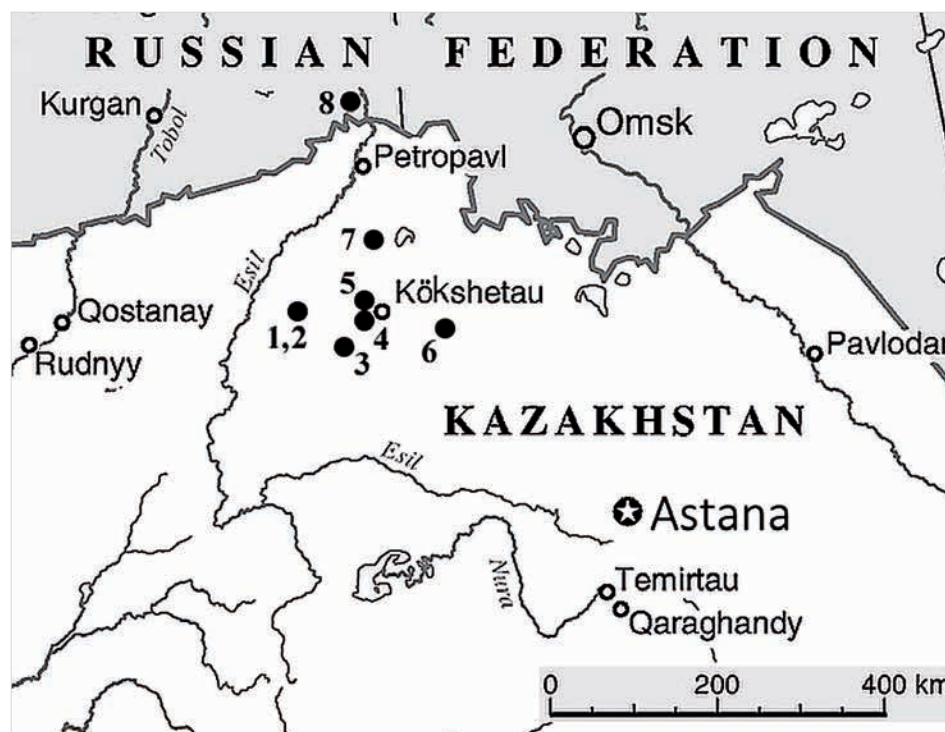 RUSSIAN FEDERATION
Kurgan
8
Omsk
Tobol
Petropavl
7
Esil
5
Kökshetau
Qostanay
1,2
4
6
Rudnyy
3
Pavlodar
KAZAKHSTAN
Esil
Astana
Nura
Temirtau
Qaraghandy
0 200 400 km